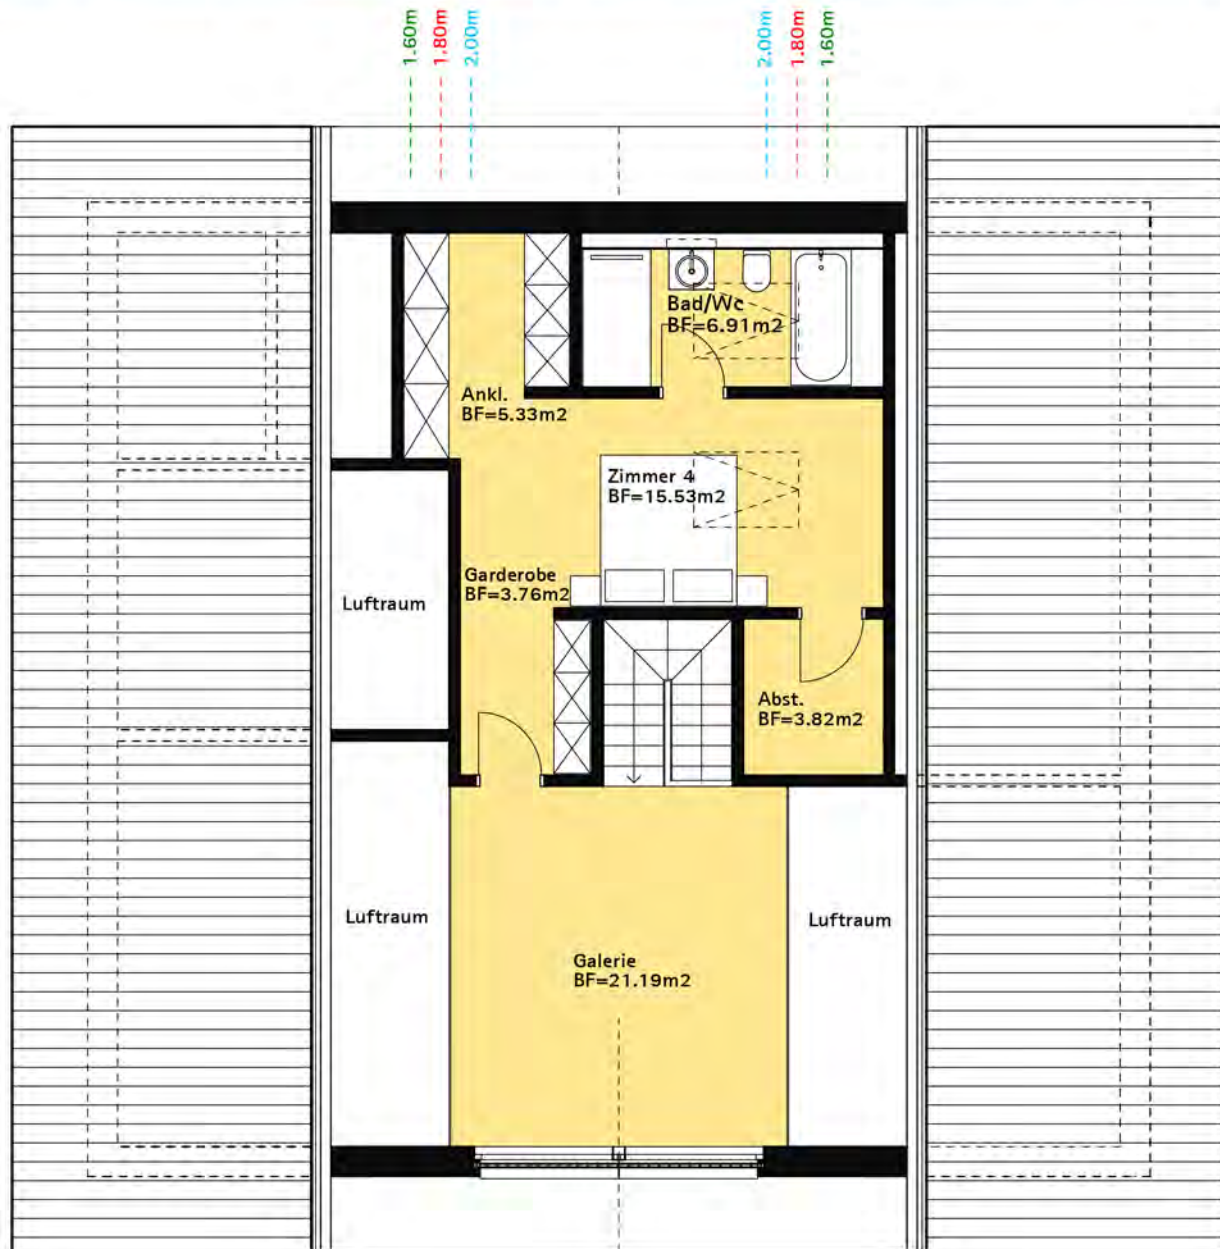 1.60m
1.80m
2.00m
2.00m
1.80m
1.60m
Bad/Wc
BF=6.91m2
Ankl.
BF=5.33m2
Zimmer 4
BF=15.53m2
Garderobe
BF=3.76m2
Luftraum
Abst.
BF=3.82m2
Luftraum
Luftraum
Galerie
BF=21.19m2